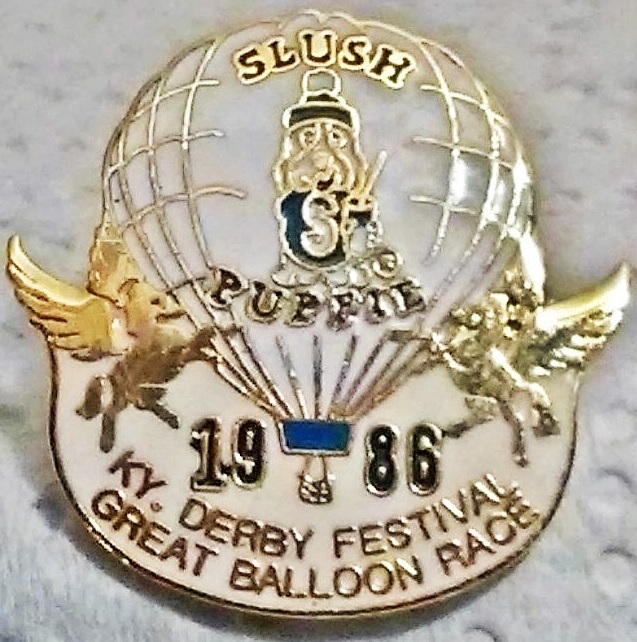 SLUSH
S
PUPPIE
1986
KY. DERBY FESTIVAL
GREAT BALLOON RACE